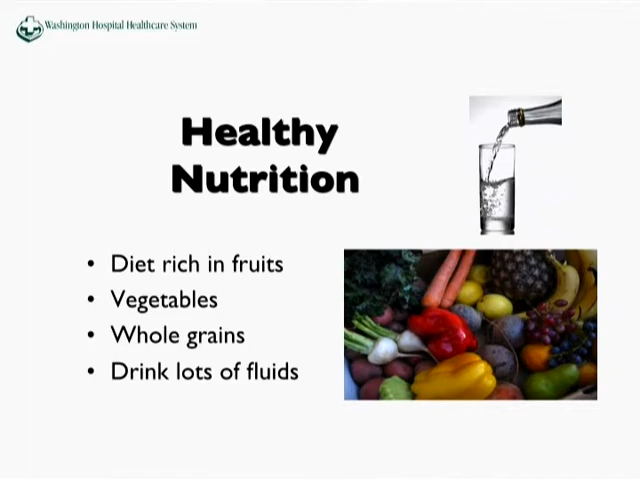 Washington Hospital Healthcare System
Healthy
Nutrition
• Diet rich in fruits
• Vegetables
• Whole grains
• Drink lots of fluids